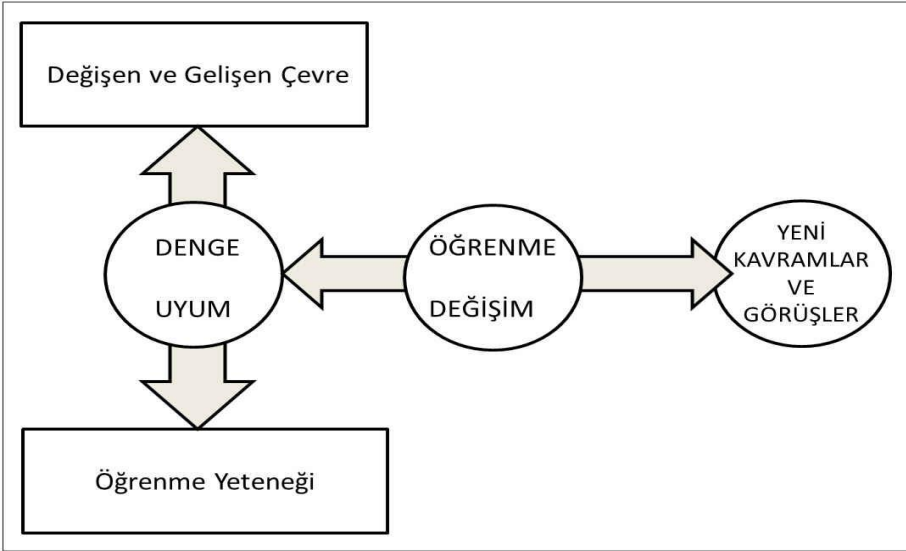 Değişen ve Gelişen Çevre
DENGE
UYUM
ÖĞRENME
DEĞİŞİM
YENİ
KAVRAMLAR
VE
GÖRÜŞLER
Öğrenme Yeteneği